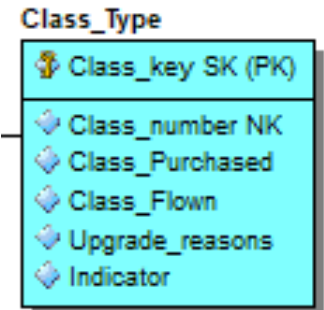 Class_Type
Class_key SK (PK)
Class_number NK
Class_Purchased
Class_Flown
Upgrade_reasons
Indicator